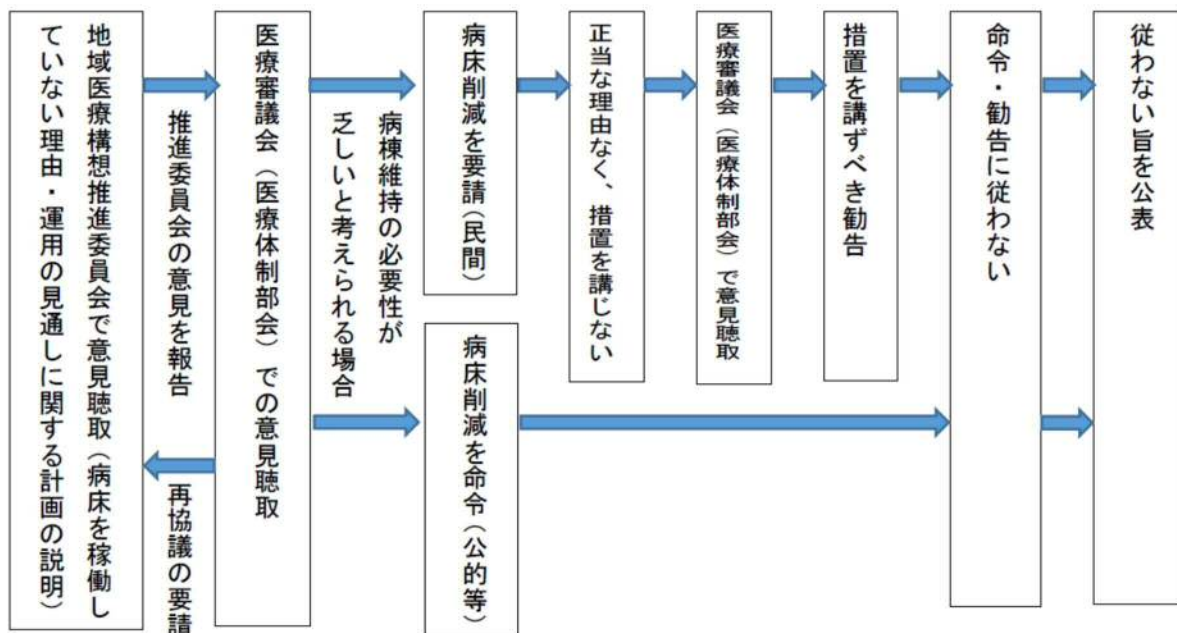 地域医療構想推進委員会で意見聴取（病床を稼働し
ていない理由・運用の見通しに関する計画の説明）
推進委員会の意見を報告
再協議の要請
医療審議会（医療体制部会）での意見聴取
病棟維持の必要性が
乏しいと考えられる場合
病床削減を要請（民間）
病床削減を命令（公的等）
正当な理由なく、措置を講じない
医療審議会（医療体制部会）で意見聴取
措置を講ずべき勧告
命令・勧告に従わない
従わない旨を公表